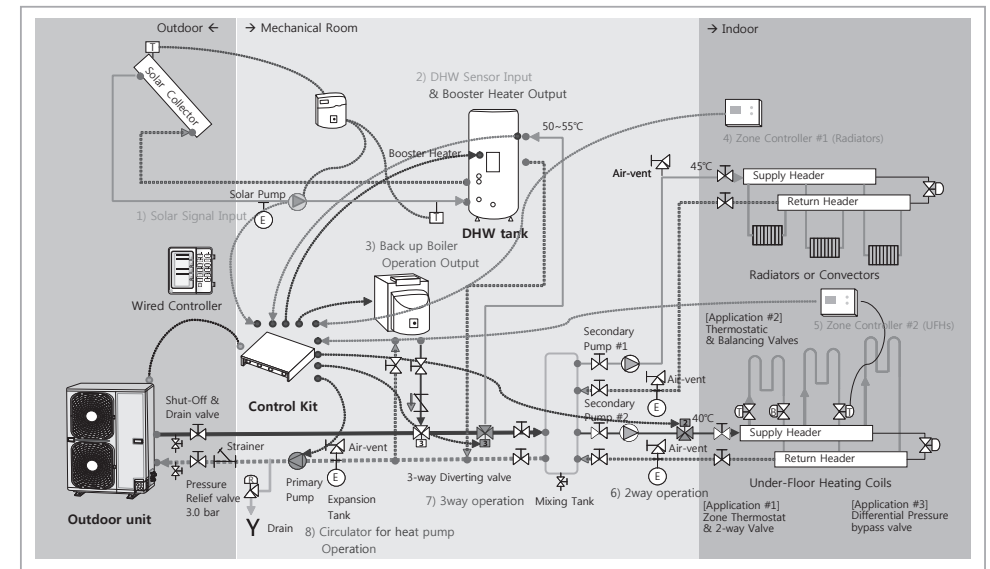 Outdoor ←
→ Mechanical Room
→ Indoor
T
Solar Collector
2) DHW Sensor Input
& Booster Heater Output
50~55℃
Booster Heater
4) Zone Controller #1 (Radiators)
Air-vent
45℃
Supply Header
Return Header
Solar Pump
1) Solar Signal Input
E
T
DHW tank
3) Back up Boiler
Operation Output
Wired Controller
Radiators or Convectors
[Application #2]
Thermostatic
& Balancing Valves
5) Zone Controller #2 (UFHs)
Secondary
Pump #1
Air-vent
E
Control Kit
Shut-Off &
Drain valve
Secondary
Pump #2
40℃
2
T
R
T
Supply Header
Return Header
3
3
Strainer
Air-vent
Air-vent
E
E
R
Pressure
Relief valve
3.0 bar
Primary
Pump
Expansion
Tank
3-way Diverting valve
7) 3way operation
Mixing Tank
6) 2way operation
Under-Floor Heating Coils
Outdoor unit
Drain
8) Circulator for heat pump
Operation
[Application #1]
Zone Thermostat
& 2-way Valve
[Application #3]
Differential Pressure
bypass valve